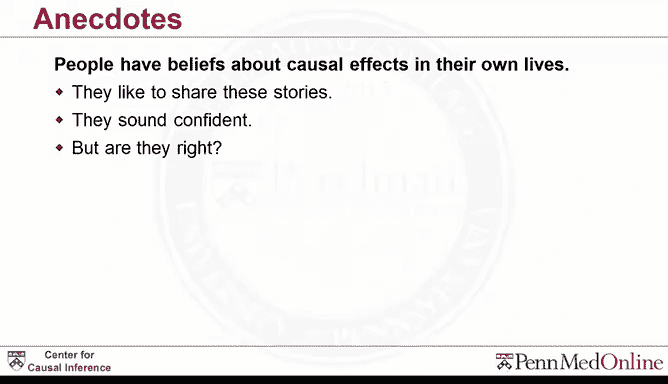 Anecdotes
People have beliefs about causal effects in their own lives.
They like to share these stories.
They sound confident.
But are they right?
Center for
Causal Inference
PennMedOnline